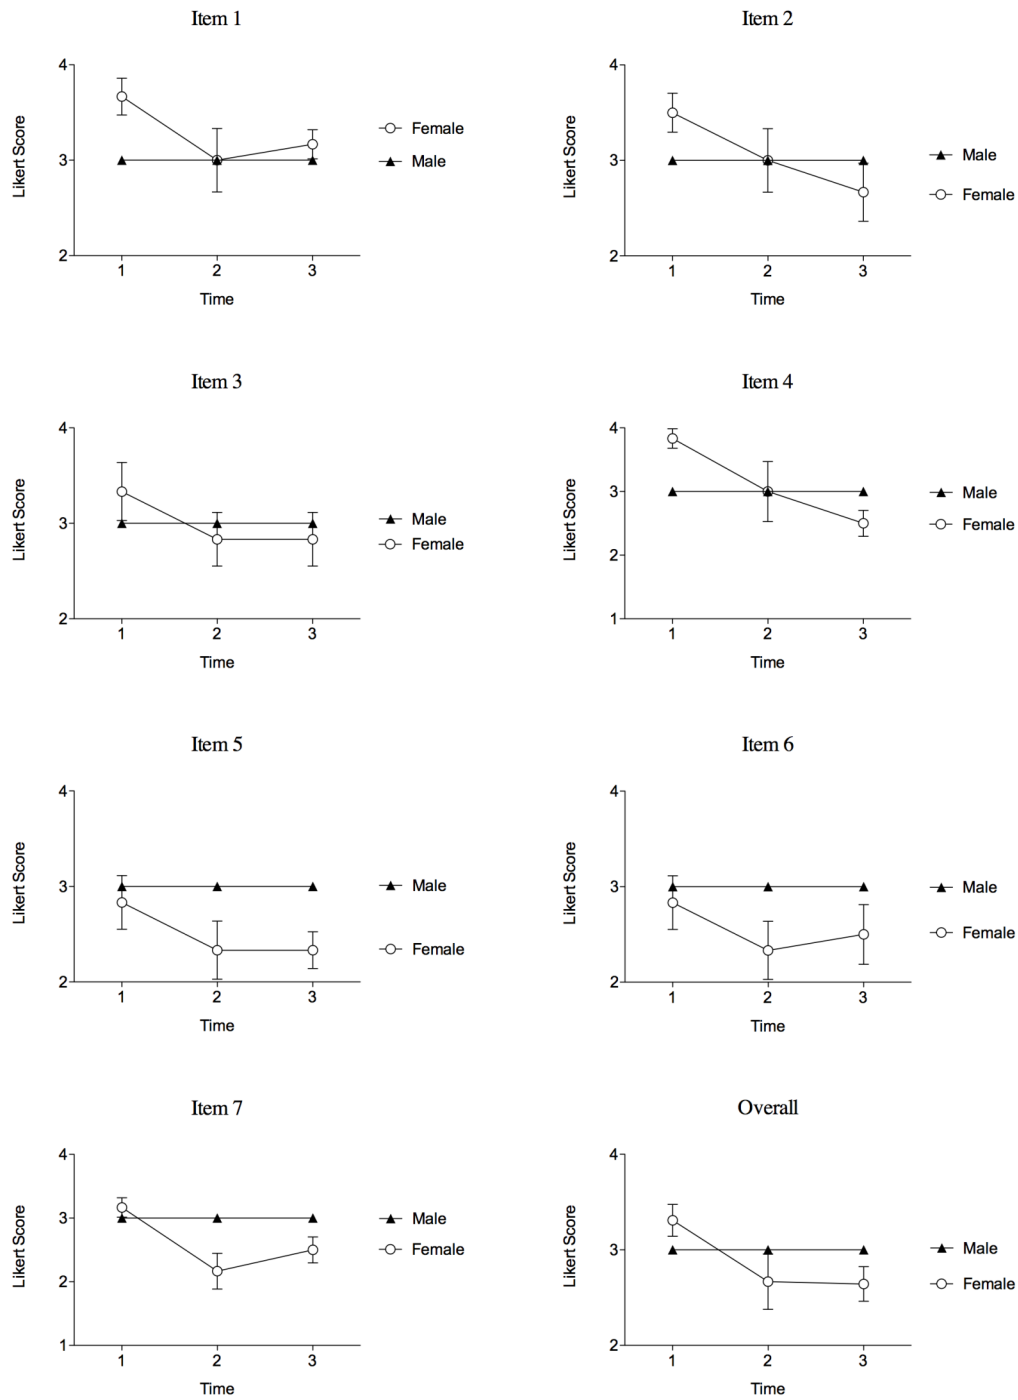 Item 1
4
3
2
Likert Score
1 2 3
Time
Female
Male
Item 2
4
3
2
Likert Score
1 2 3
Time
Male
Female
Item 3
4
3
2
Likert Score
1 2 3
Time
Male
Female
Item 4
4
3
2
1
Likert Score
1 2 3
Time
Male
Female
Item 5
4
3
2
Likert Score
1 2 3
Time
Male
Female
Item 6
4
3
2
Likert Score
1 2 3
Time
Male
Female
Item 7
4
3
2
1
Likert Score
1 2 3
Time
Male
Female
Overall
4
3
2
Likert Score
1 2 3
Time
Male
Female